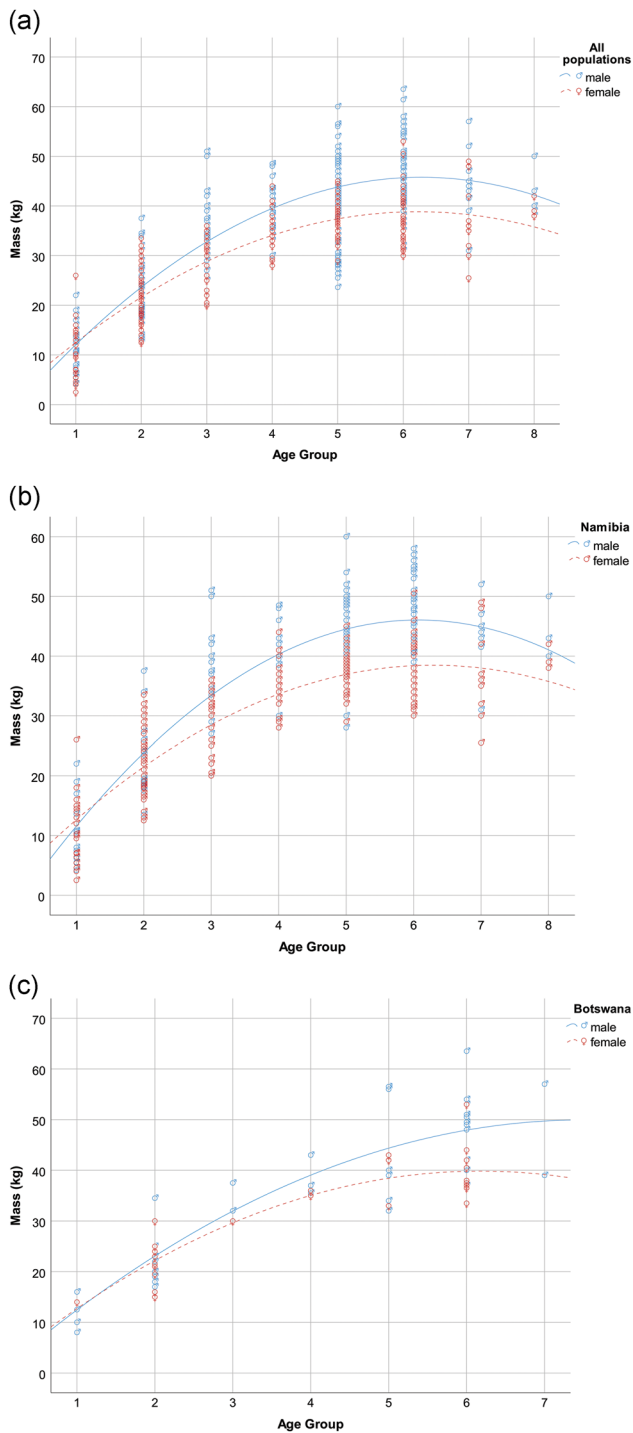 (a)
All
populations
♂ male
♀ female
70
60
50
40
30
20
10
0
Mass (kg)
1 2 3 4 5 6 7 8
Age Group
(b)
Namibia
♂ male
♂ female
60
50
40
30
20
10
0
Mass (kg)
1 2 3 4 5 6 7 8
Age Group
(c)
Botswana
♂ male
♀ female
70
60
50
40
30
20
10
0
Mass (kg)
1 2 3 4 5 6 7
Age Group